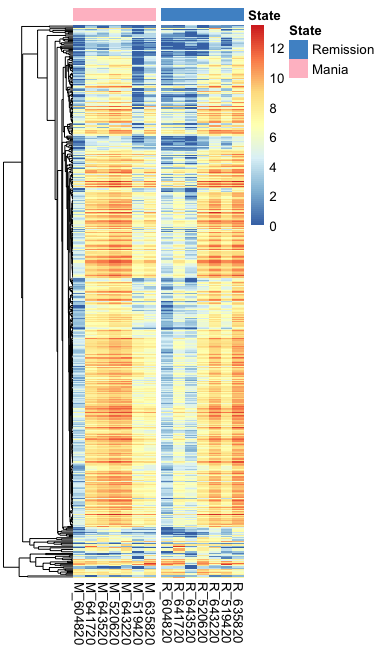 State
State
Remission
Mania
12
10
8
6
4
2
0
M_604820
M_641720
M_643520
M_520620
M_643220
M_519420
M_635820
R_604820
R_641720
R_643520
R_520620
R_643220
R_519420
R_635820